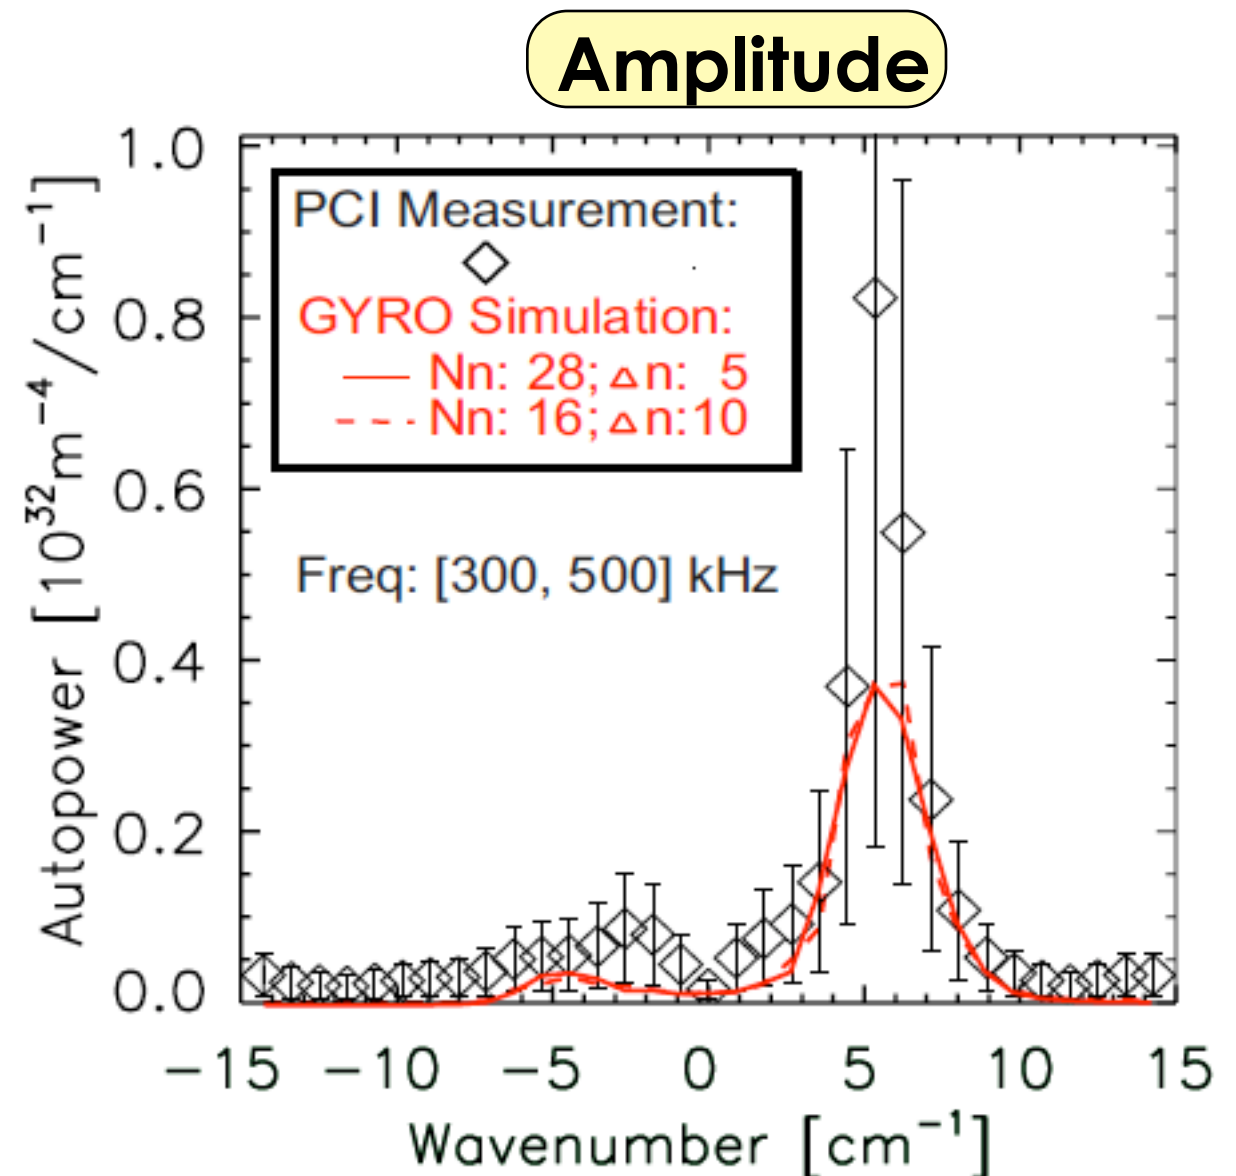 Amplitude
1.0
0.8
0.6
0.4
0.2
0.0
Autopower [10³²m⁻⁴/cm⁻¹]
PCI Measurement:
GYRO Simulation:
Nn: 28; △n: 5
Nn: 16; △n:10
Freq: [300, 500] kHz
−15 −10 −5 0 5 10 15
Wavenumber [cm⁻¹]